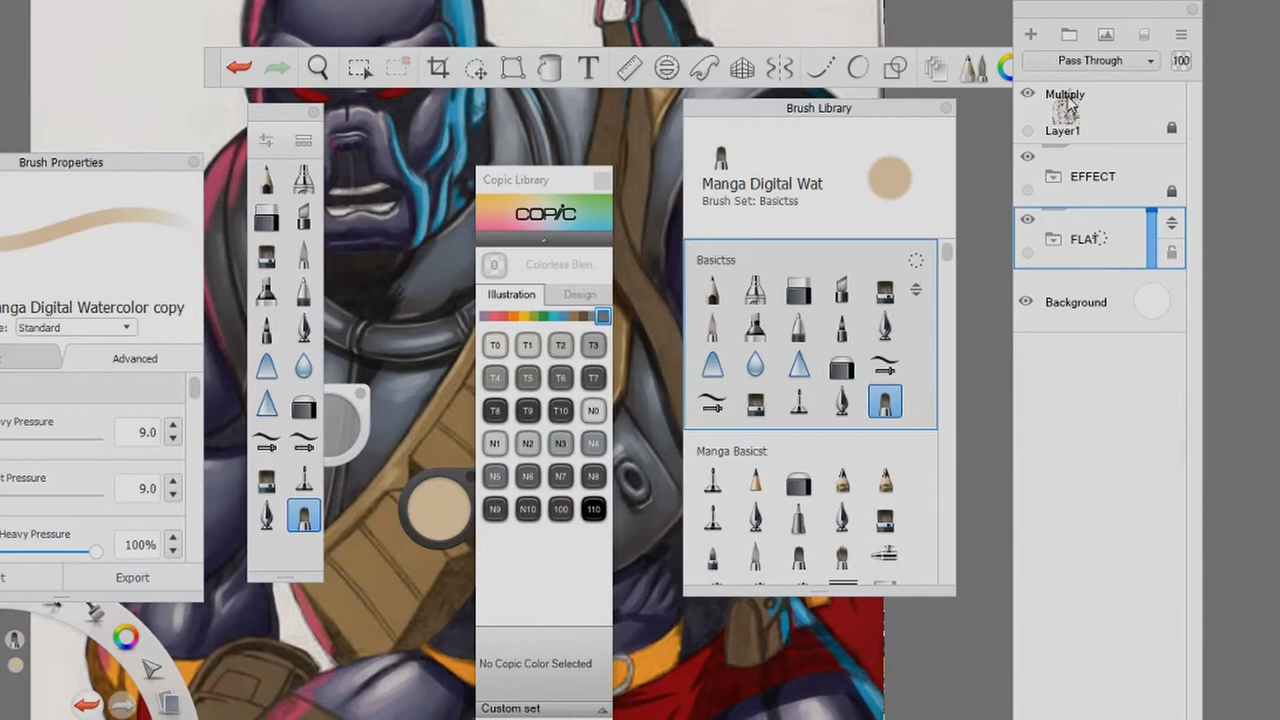 Brush Properties
nga Digital Watercolor copy
e:
Standard
Advanced
vy Pressure
9.0
t Pressure
9.0
Heavy Pressure
100%
t
Export
Copic Library
COPIC
0
Colorless Blen..
Illustration
Design
T0
T1
T2
T3
T4
T5
T6
T7
T8
T9
T10
N0
N1
N2
N3
N4
N5
N6
N7
N8
N9
N10
100
110
No Copic Color Selected
Custom set
Brush Library
Manga Digital Wat
Brush Set: Basictss
Basictss
Manga Basicst
Pass Through
100
Multiply
Layer1
EFFECT
FLAT
Background